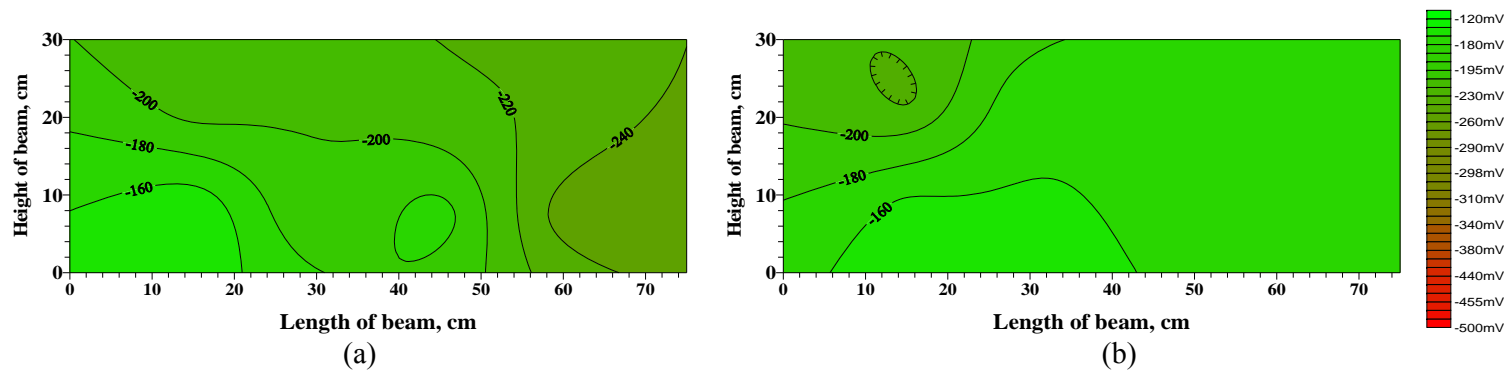 30
20
10
0
Height of beam, cm
-200
-220
-240
-180
-200
-160
0 10 20 30 40 50 60 70
Length of beam, cm
(a)
30
20
10
0
Height of beam, cm
-200
-180
-160
0 10 20 30 40 50 60 70
Length of beam, cm
(b)
-120mV
-180mV
-195mV
-230mV
-260mV
-290mV
-298mV
-310mV
-340mV
-380mV
-440mV
-455mV
-500mV